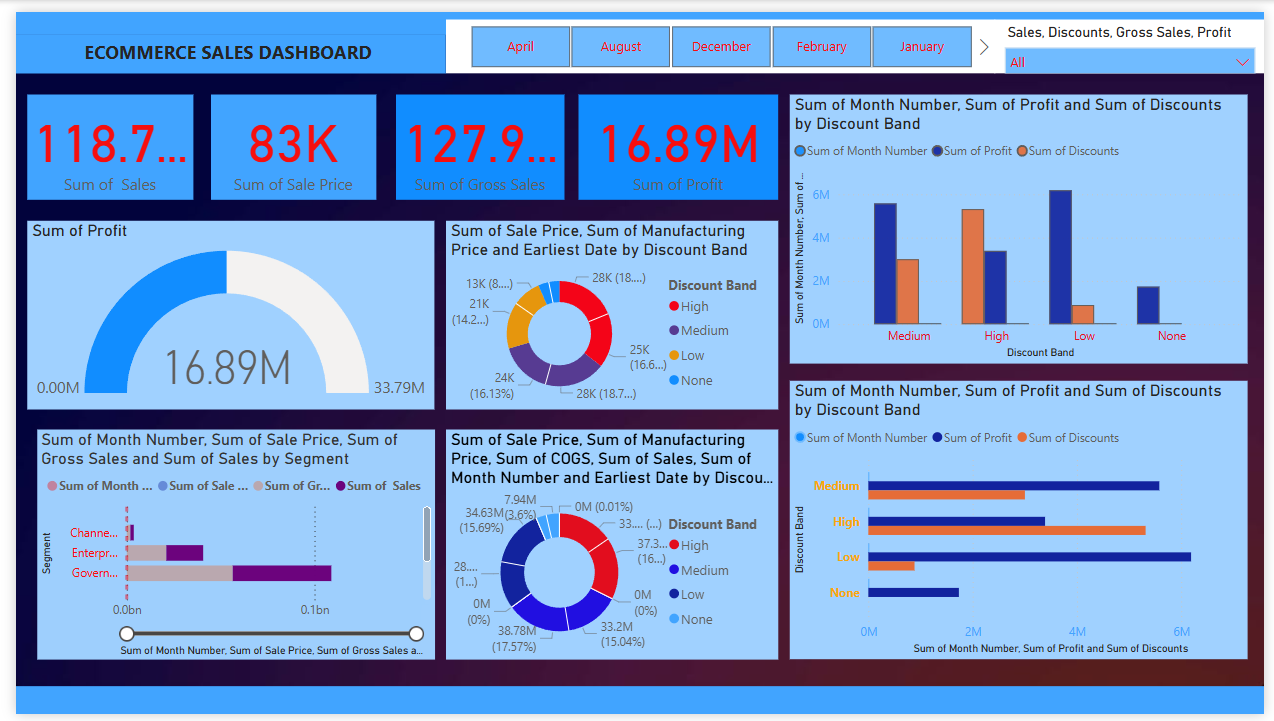 ECOMMERCE SALES DASHBOARD
April
August
December
February
January
Sales, Discounts, Gross Sales, Profit
All
118.7...
Sum of  Sales
83K
Sum of Sale Price
127.9...
Sum of Gross Sales
16.89M
Sum of Profit
Sum of Profit
16.89M
0.00M
33.79M
Sum of Sale Price, Sum of Manufacturing
Price and Earliest Date by Discount Band
13K (8....)
28K (18....)
21K
(14.2...)
25K
(16.6...)
24K
(16.13%)
28K (18.7...)
Discount Band
High
Medium
Low
None
Sum of Month Number, Sum of Profit and Sum of Discounts
by Discount Band
Sum of Month Number
Sum of Profit
Sum of Discounts
Sum of Month Number, Sum of ...
6M
4M
2M
0M
Medium
High
Low
None
Discount Band
Sum of Month Number, Sum of Sale Price, Sum of
Gross Sales and Sum of Sales by Segment
Sum of Month ...
Sum of Sale ...
Sum of Gr...
Sum of  Sales
Segment
Channe...
Enterpr...
Govern...
0.0bn
0.1bn
Sum of Month Number, Sum of Sale Price, Sum of Gross Sales a...
Sum of Sale Price, Sum of Manufacturing
Price, Sum of COGS, Sum of Sales, Sum of
Month Number and Earliest Date by Discou...
7.94M
(3.6%)
0M (0.01%)
34.63M
(15.69%)
33.... (...)
37.3...
(16...)
28....
(1...)
0M
(0%)
0M
(0%)
38.78M
(17.57%)
33.2M
(15.04%)
Discount Band
High
Medium
Low
None
Sum of Month Number, Sum of Profit and Sum of Discounts
by Discount Band
Sum of Month Number
Sum of Profit
Sum of Discounts
Discount Band
Medium
High
Low
None
0M
2M
4M
6M
Sum of Month Number, Sum of Profit and Sum of Discounts